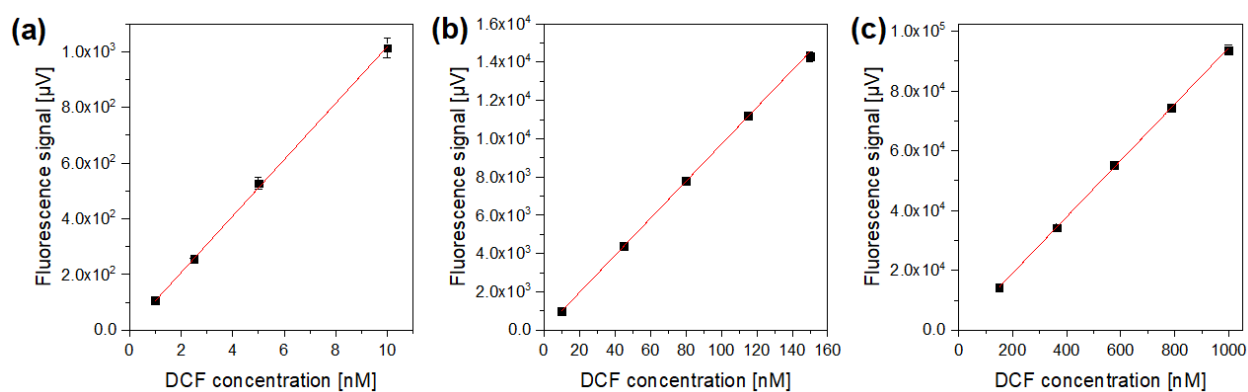 (a)
Fluorescence signal [µV]
1.0x10³
8.0x10²
6.0x10²
4.0x10²
2.0x10²
0.0
0 2 4 6 8 10
DCF concentration [nM]
(b)
Fluorescence signal [µV]
1.6x10⁴
1.4x10⁴
1.2x10⁴
1.0x10⁴
8.0x10³
6.0x10³
4.0x10³
2.0x10³
0.0
0 20 40 60 80 100 120 140 160
DCF concentration [nM]
(c)
Fluorescence signal [µV]
1.0x10⁵
8.0x10⁴
6.0x10⁴
4.0x10⁴
2.0x10⁴
0.0
0 200 400 600 800 1000
DCF concentration [nM]